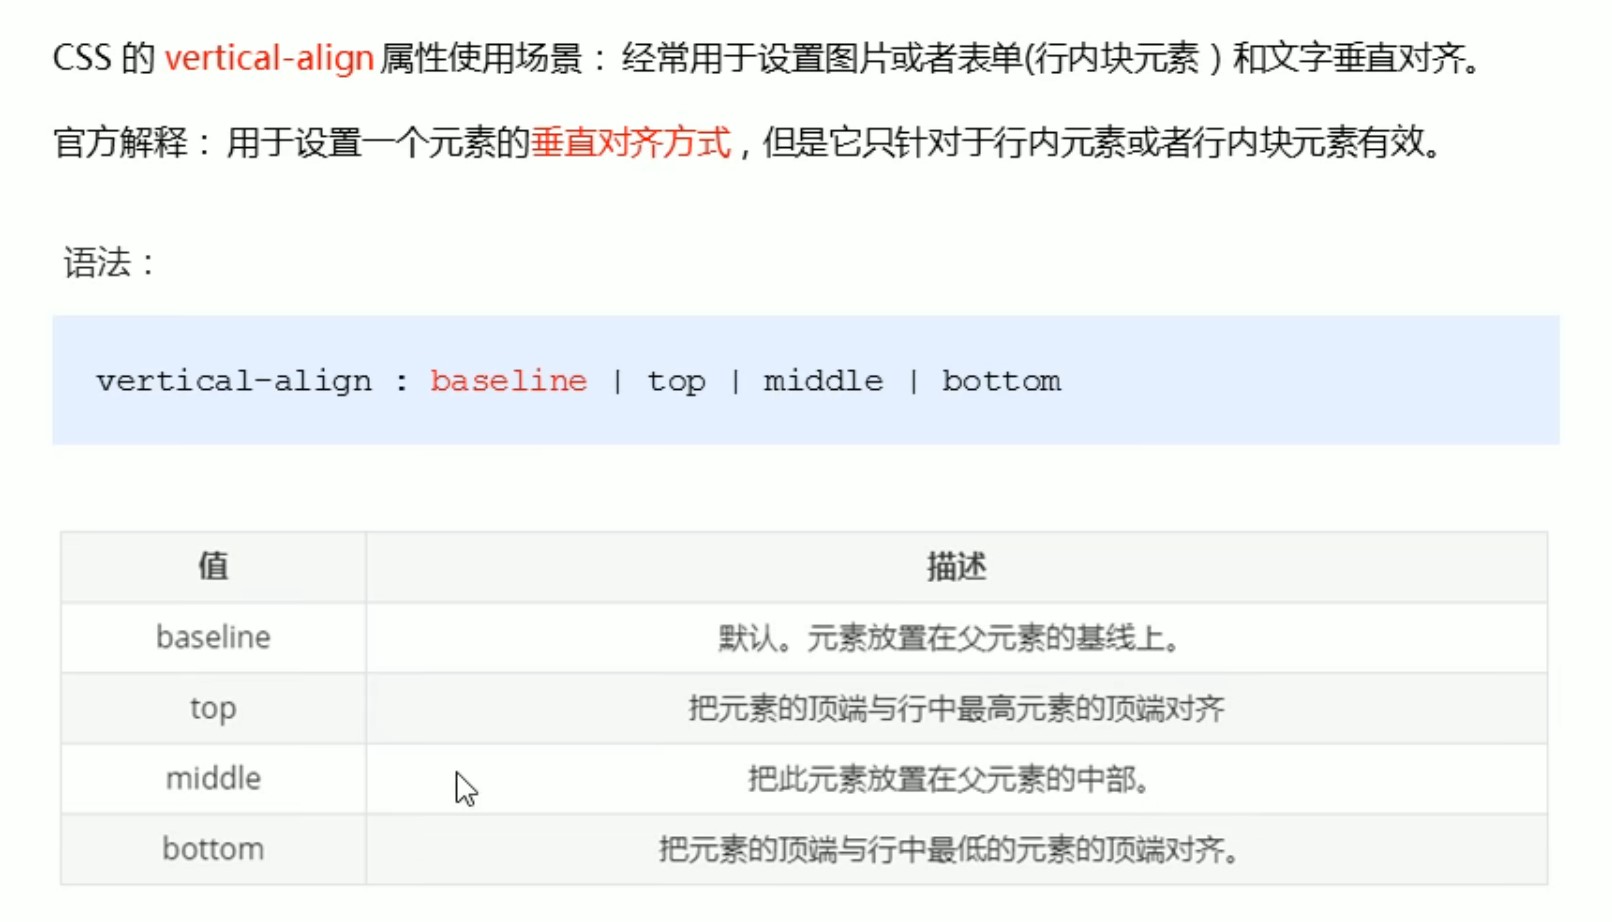 CSS 的 vertical-align 属性使用场景： 经常用于设置图片或者表单(行内块元素）和文字垂直对齐。
官方解释： 用于设置一个元素的垂直对齐方式，但是它只针对于行内元素或者行内块元素有效。
语法：
vertical-align : baseline | top | middle | bottom
值 描述
baseline 默认。元素放置在父元素的基线上。
top 把元素的顶端与行中最高元素的顶端对齐
middle 把此元素放置在父元素的中部。
bottom 把元素的顶端与行中最低的元素的顶端对齐。